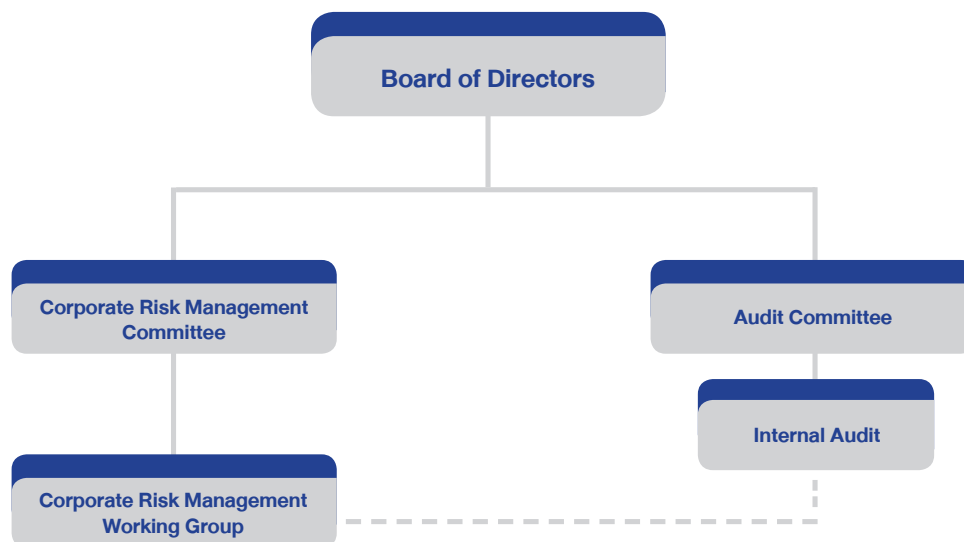 Board of Directors
Corporate Risk Management
Committee
Audit Committee
Internal Audit
Corporate Risk Management
Working Group